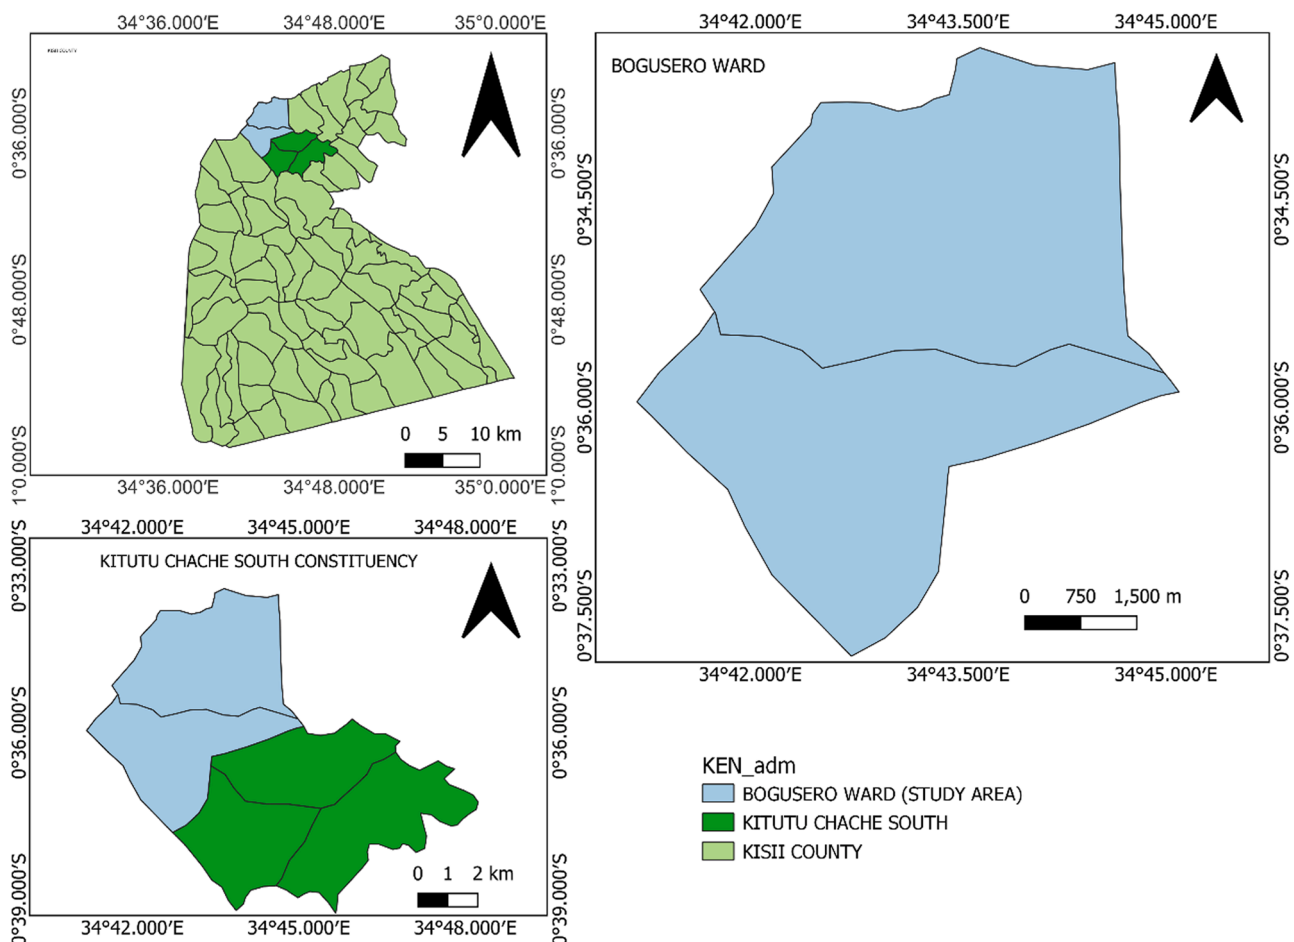 34°36.000′E 34°48.000′E 35°0.000′E
KISII COUNTY
0°36.000′S 0°36.000′S
0°48.000′S 0°48.000′S
0 5 10 km
1°0.000′S 1°0.000′S
34°36.000′E 34°48.000′E 35°0.000′E
34°42.000′E 34°45.000′E 34°48.000′E
KITUTU CHACHE SOUTH CONSTITUENCY
0°33.000′S 0°33.000′S
0°36.000′S 0°36.000′S
0 1 2 km
0°39.000′S 0°39.000′S
34°42.000′E 34°45.000′E 34°48.000′E
34°42.000′E 34°43.500′E 34°45.000′E
BOGUSERO WARD
0°34.500′S 0°34.500′S
0°36.000′S 0°36.000′S
0 750 1,500 m
0°37.500′S 0°37.500′S
34°42.000′E 34°43.500′E 34°45.000′E
KEN_adm
BOGUSERO WARD (STUDY AREA)
KITUTU CHACHE SOUTH
KISII COUNTY